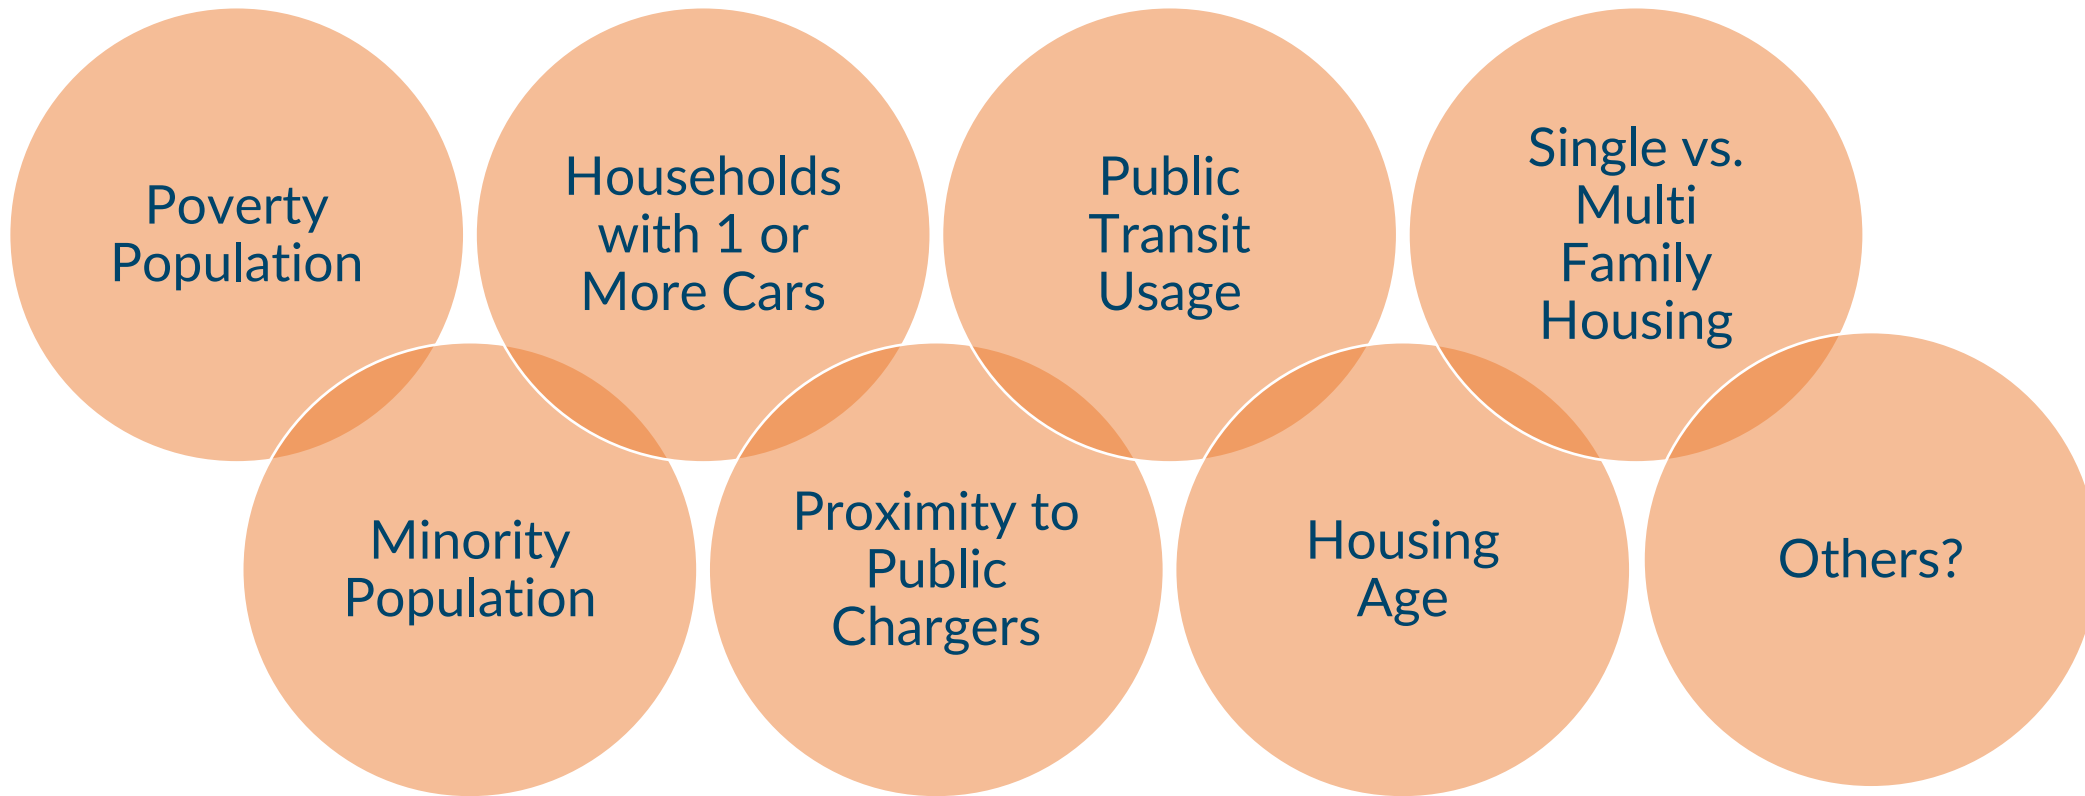 Poverty
Population
Households
with 1 or
More Cars
Public
Transit
Usage
Single vs.
Multi
Family
Housing
Minority
Population
Proximity to
Public
Chargers
Housing
Age
Others?